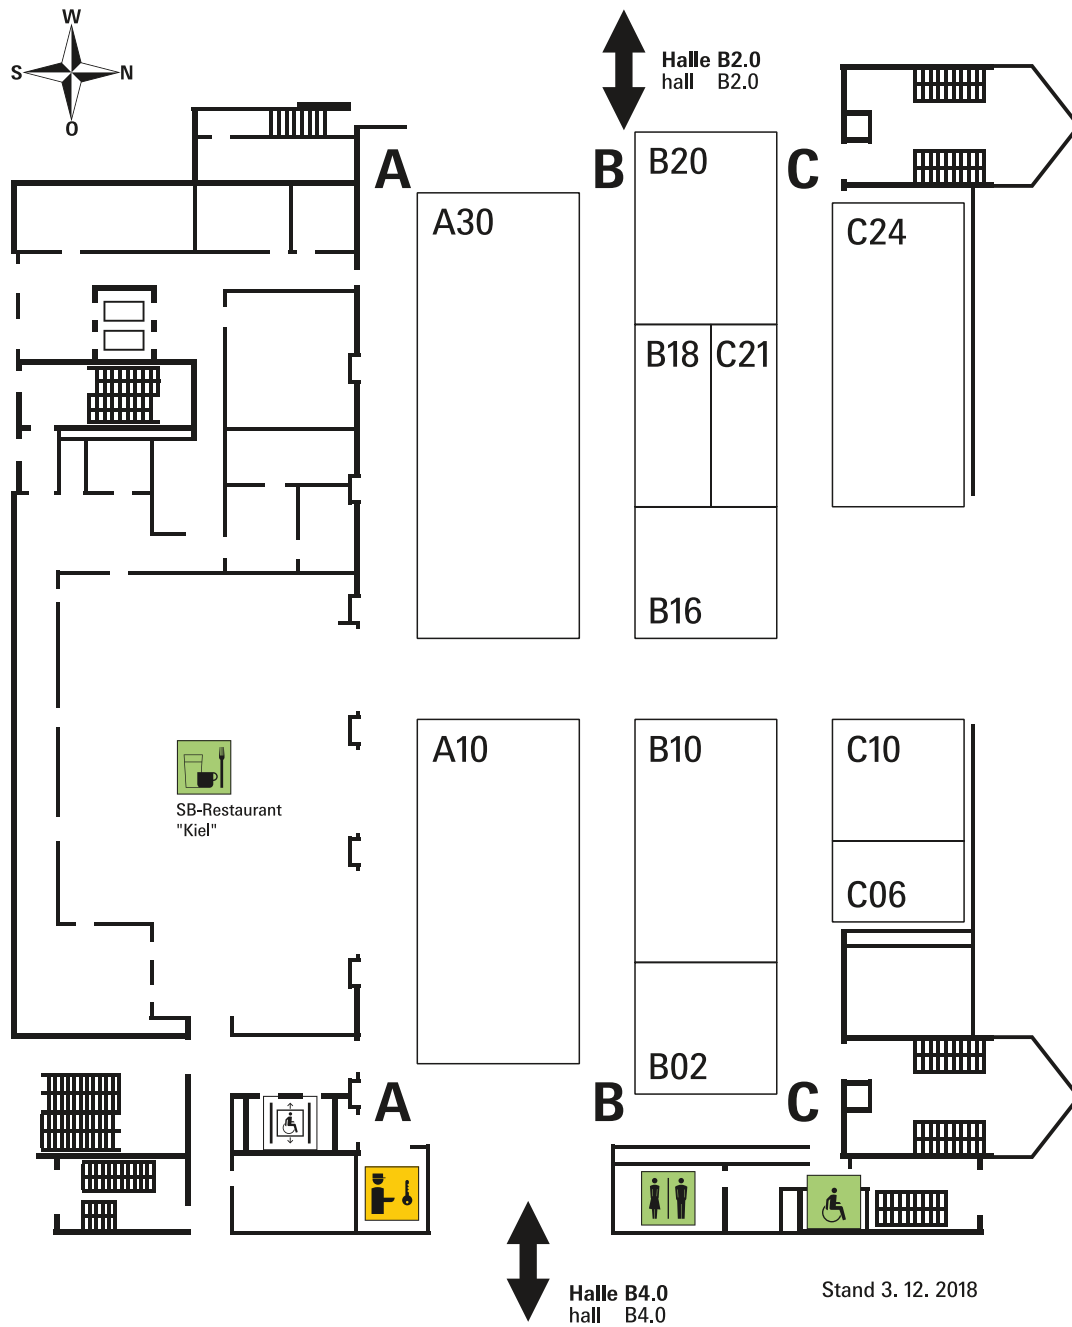 W
S N
O
Halle B2.0
hall B2.0
A B C
B20
A30
C24
B18 C21
B16
A10 B10 C10
SB-Restaurant
"Kiel"
C06
B02
A B C
Halle B4.0
hall B4.0
Stand 3. 12. 2018